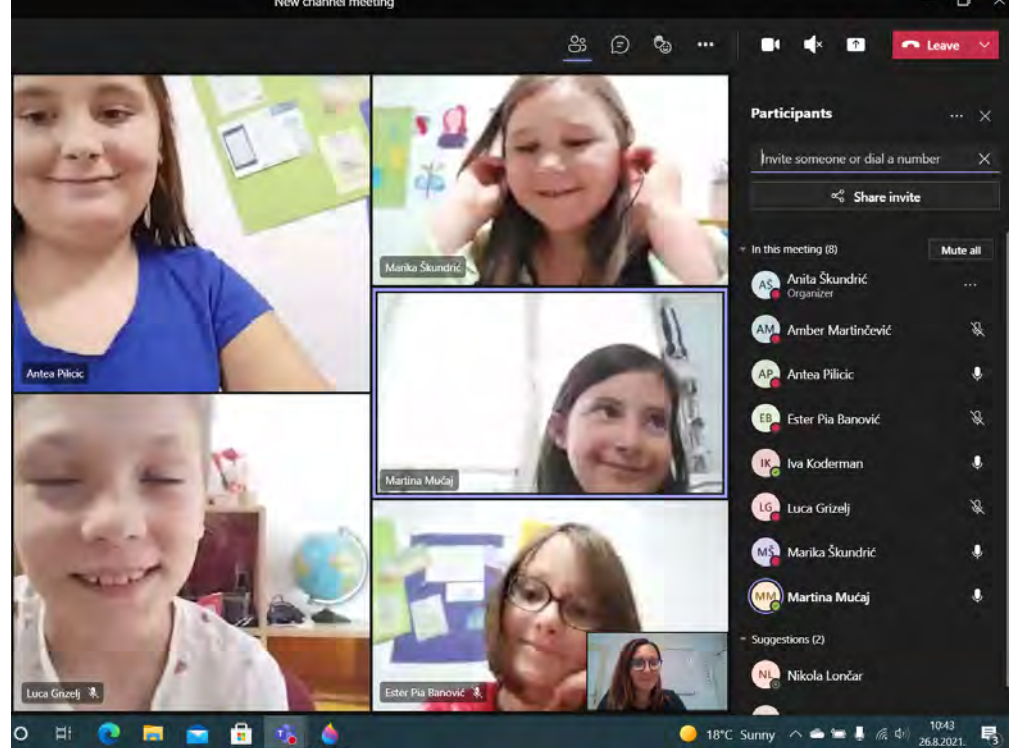 New channel meeting
Leave
Antea Pilicic
Marika Škundrić
Martina Mučaj
Luca Grizelj
Ester Pia Banović
Participants
Invite someone or dial a number
Share invite
In this meeting (8)
Mute all
AŠ
Anita Škundrić
Organizer
AM
Amber Martinčević
AP
Antea Pilicic
EB
Ester Pia Banović
IK
Iva Koderman
LG
Luca Grizelj
MŠ
Marika Škundrić
MM
Martina Mučaj
Suggestions (2)
NL
Nikola Lončar
18°C Sunny
10:43
26.8.2021.
3